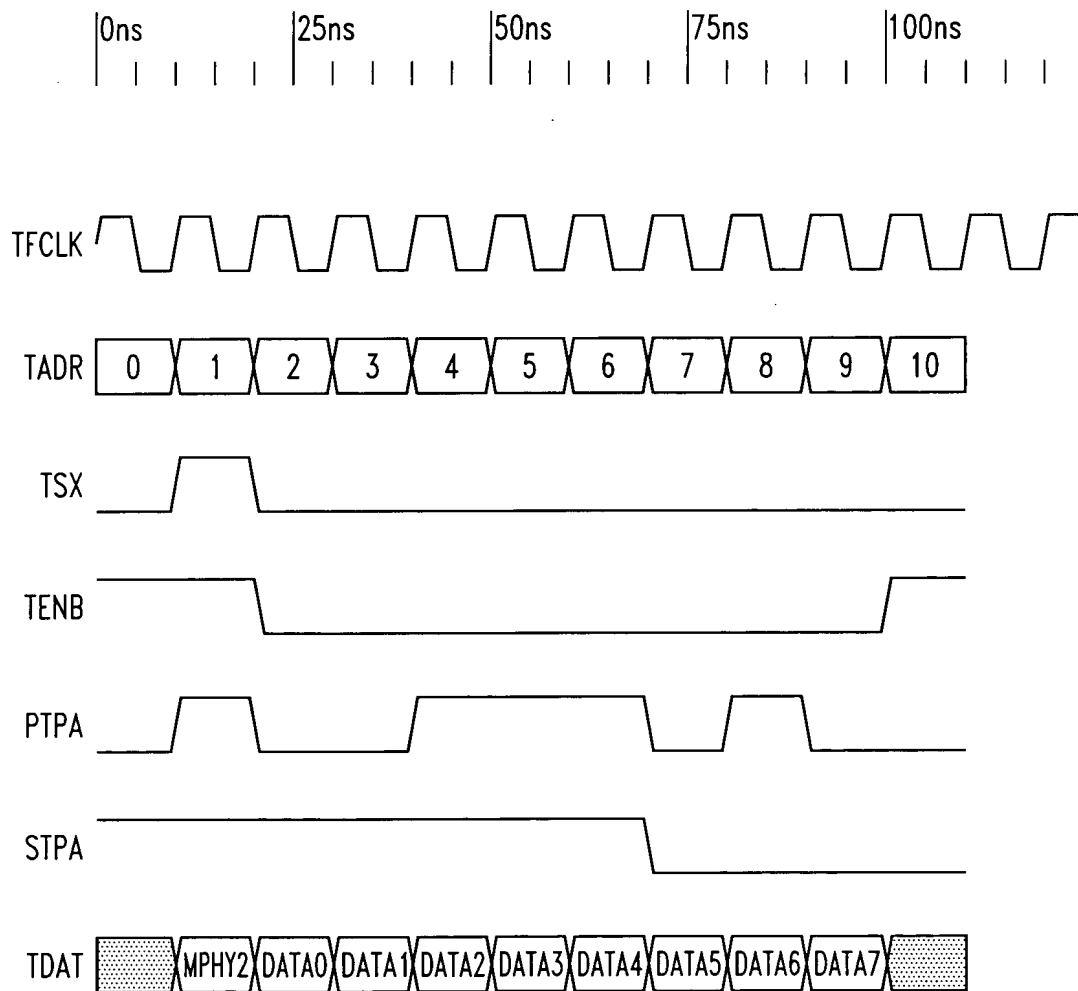 0ns 25ns 50ns 75ns 100ns
TFCLK
TADR 0 1 2 3 4 5 6 7 8 9 10
TSX
TENB
PTPA
STPA
TDAT MPHY2 DATA0 DATA1 DATA2 DATA3 DATA4 DATA5 DATA6 DATA7